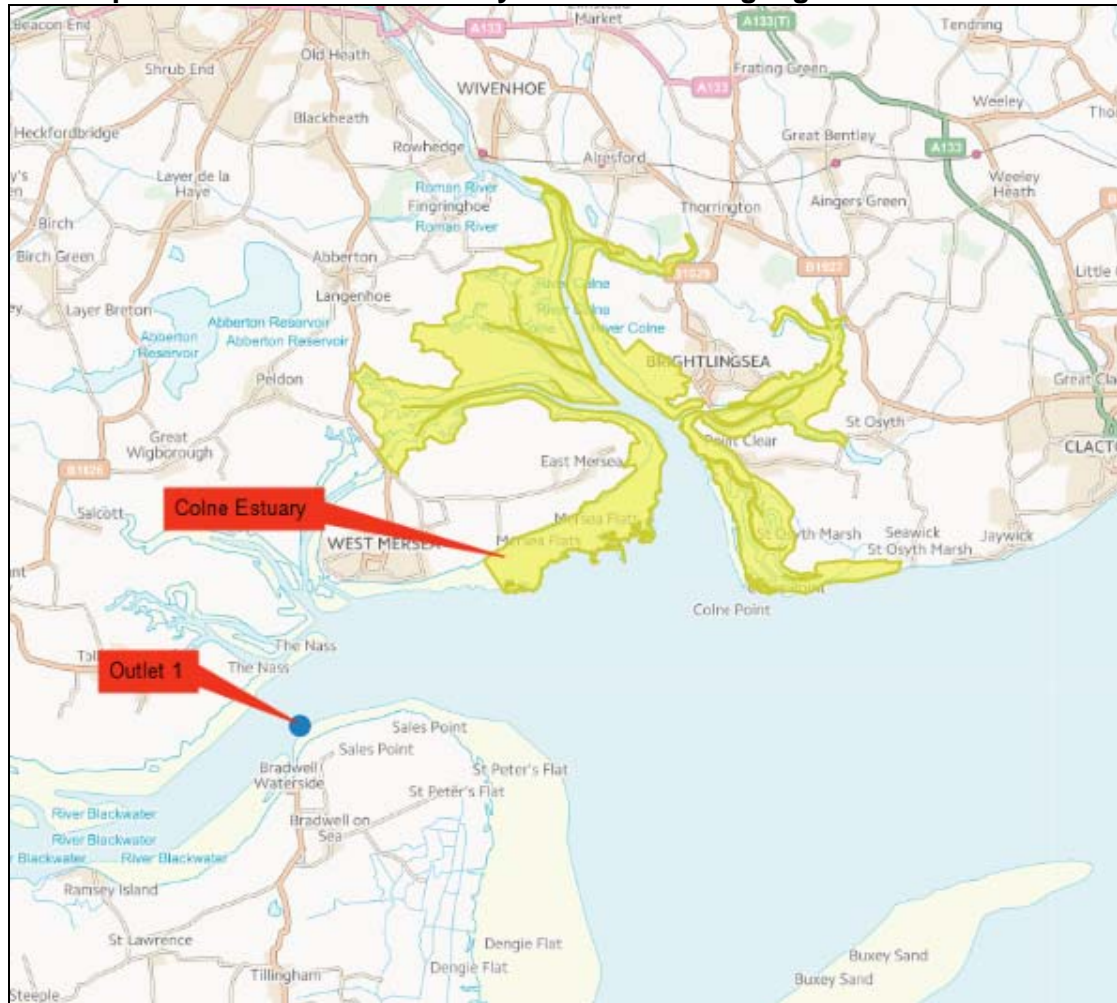 Beacon End
Market
A133(T)
Tendring
Old Heath
A133
Shrub End
Frating Green
WIVENHOE
A133
Weeley
Blackheath
Heckfordbridge
Great Bentley
Rowhedge
Alresford
A133
Layer de la
Haye
Roman River
Fingringhoe
Roman River
Weeley
Heath
Thorrington
Aingers Green
Birch
Birch Green
Abberton
B1029
B1027
Langenhoe
River Colne
Layer Breton
River Colne
Abberton Reservoir
Abberton
Reservoir
Abberton Reservoir
River Colne
BRIGHTLINGSEA
Peldon
Great
Wigborough
St Osyth
Point Clear
East Mersea
Salcott
Colne Estuary
Mersea Flats
Mersea Flats
WEST MERSEA
St Osyth Marsh
Seawick
St Osyth Marsh
Jaywick
Colne Point
Colne Point
The Nass
The Nass
Outlet 1
Sales Point
Sales Point
Bradwell
Waterside
St Peter's Flat
St Peter's Flat
River Blackwater
Bradwell on
Sea
River Blackwater
River Blackwater
Blackwater
Ramsey Island
St Lawrence
Dengie Flat
Dengie Flat
Buxey Sand
Buxey Sand
Tillingham
Steeple